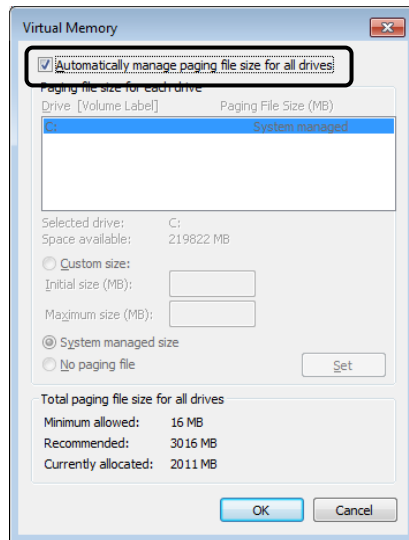 Virtual Memory
Automatically manage paging file size for all drives
Paging file size for each drive
Drive [Volume Label] Paging File Size (MB)
C: System managed
Selected drive: C:
Space available: 219822 MB
Custom size:
Initial size (MB):
Maximum size (MB):
System managed size
No paging file Set
Total paging file size for all drives
Minimum allowed: 16 MB
Recommended: 3016 MB
Currently allocated: 2011 MB
OK Cancel